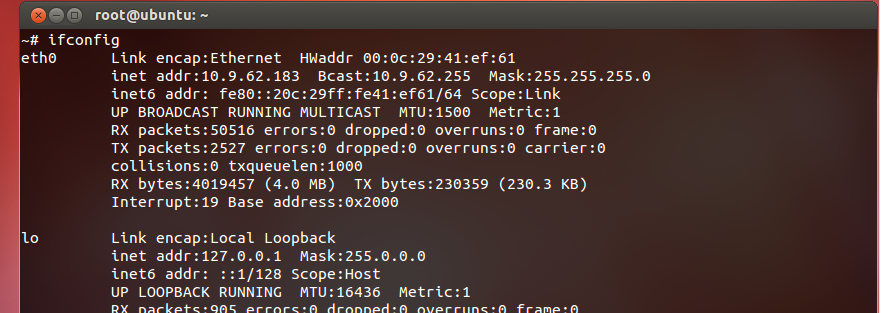 root@ubuntu: ~
~# ifconfig
eth0      Link encap:Ethernet  HWaddr 00:0c:29:41:ef:61
          inet addr:10.9.62.183  Bcast:10.9.62.255  Mask:255.255.255.0
          inet6 addr: fe80::20c:29ff:fe41:ef61/64 Scope:Link
          UP BROADCAST RUNNING MULTICAST  MTU:1500  Metric:1
          RX packets:50516 errors:0 dropped:0 overruns:0 frame:0
          TX packets:2527 errors:0 dropped:0 overruns:0 carrier:0
          collisions:0 txqueuelen:1000
          RX bytes:4019457 (4.0 MB)  TX bytes:230359 (230.3 KB)
          Interrupt:19 Base address:0x2000
lo        Link encap:Local Loopback
          inet addr:127.0.0.1  Mask:255.0.0.0
          inet6 addr: ::1/128 Scope:Host
          UP LOOPBACK RUNNING  MTU:16436  Metric:1
          RX packets:905 errors:0 dropped:0 overruns:0 frame:0